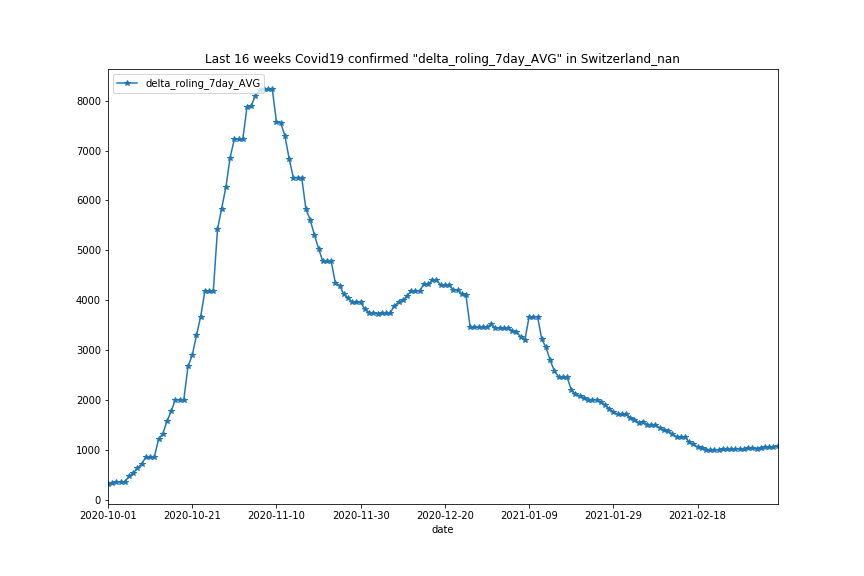 Last 16 weeks Covid19 confirmed "delta_roling_7day_AVG" in Switzerland_nan
delta_roling_7day_AVG
8000
7000
6000
5000
4000
3000
2000
1000
0
2020-10-01 2020-10-21 2020-11-10 2020-11-30 2020-12-20 2021-01-09 2021-01-29 2021-02-18
date